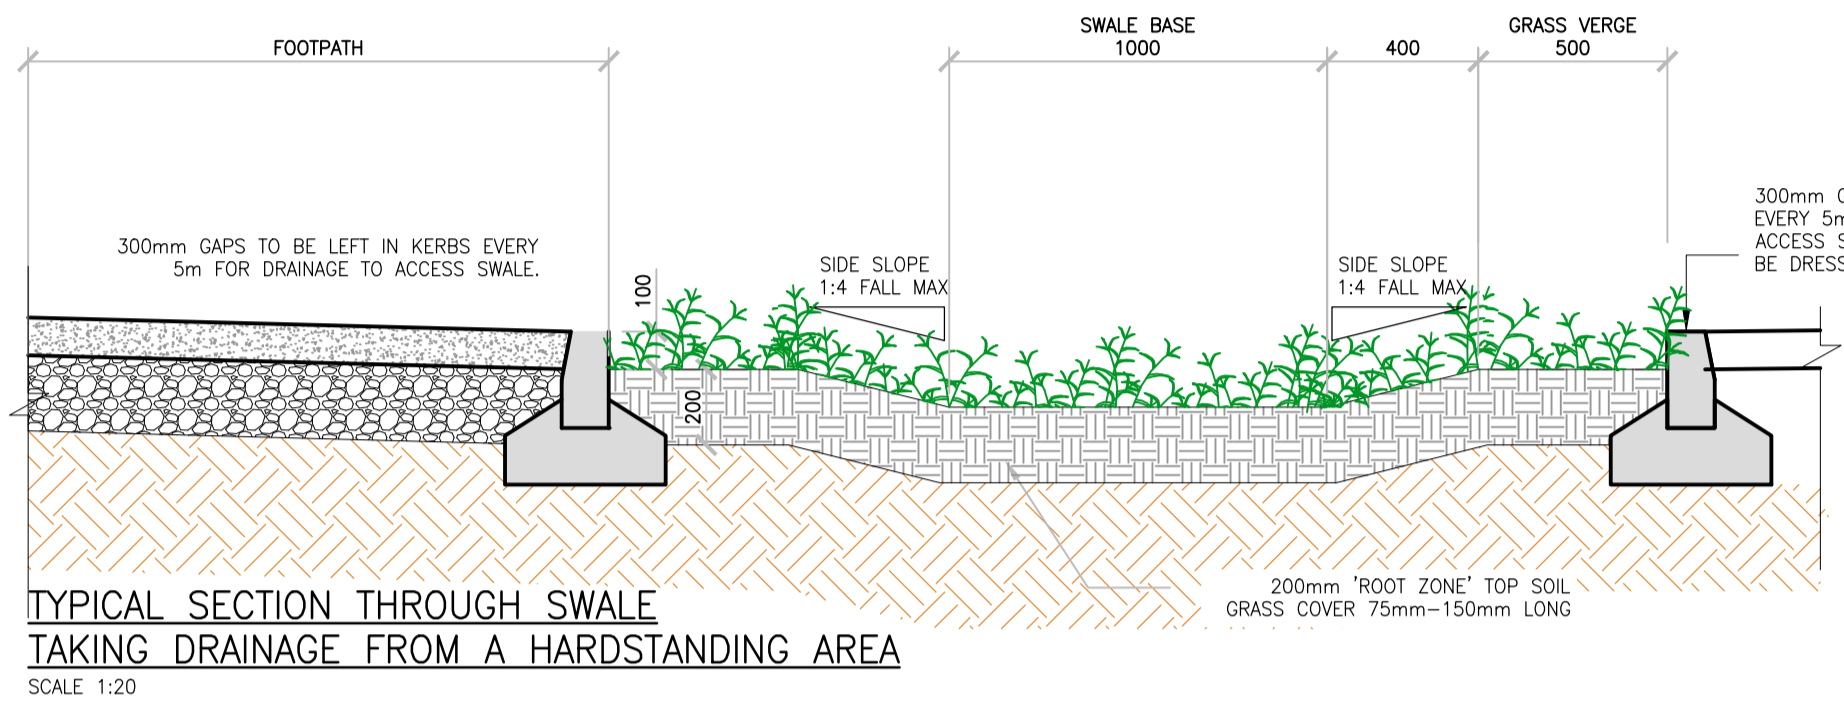 FOOTPATH
SWALE BASE
1000
400
GRASS VERGE
500
300mm GAPS TO BE LEFT IN KERBS EVERY
5m FOR DRAINAGE TO ACCESS SWALE.
100
200
SIDE SLOPE
1:4 FALL MAX
SIDE SLOPE
1:4 FALL MAX
300mm
EVERY 5m
ACCESS
BE
200mm 'ROOT ZONE' TOP SOIL
GRASS COVER 75mm-150mm LONG
TYPICAL SECTION THROUGH SWALE
TAKING DRAINAGE FROM A HARDSTANDING AREA
SCALE 1:20